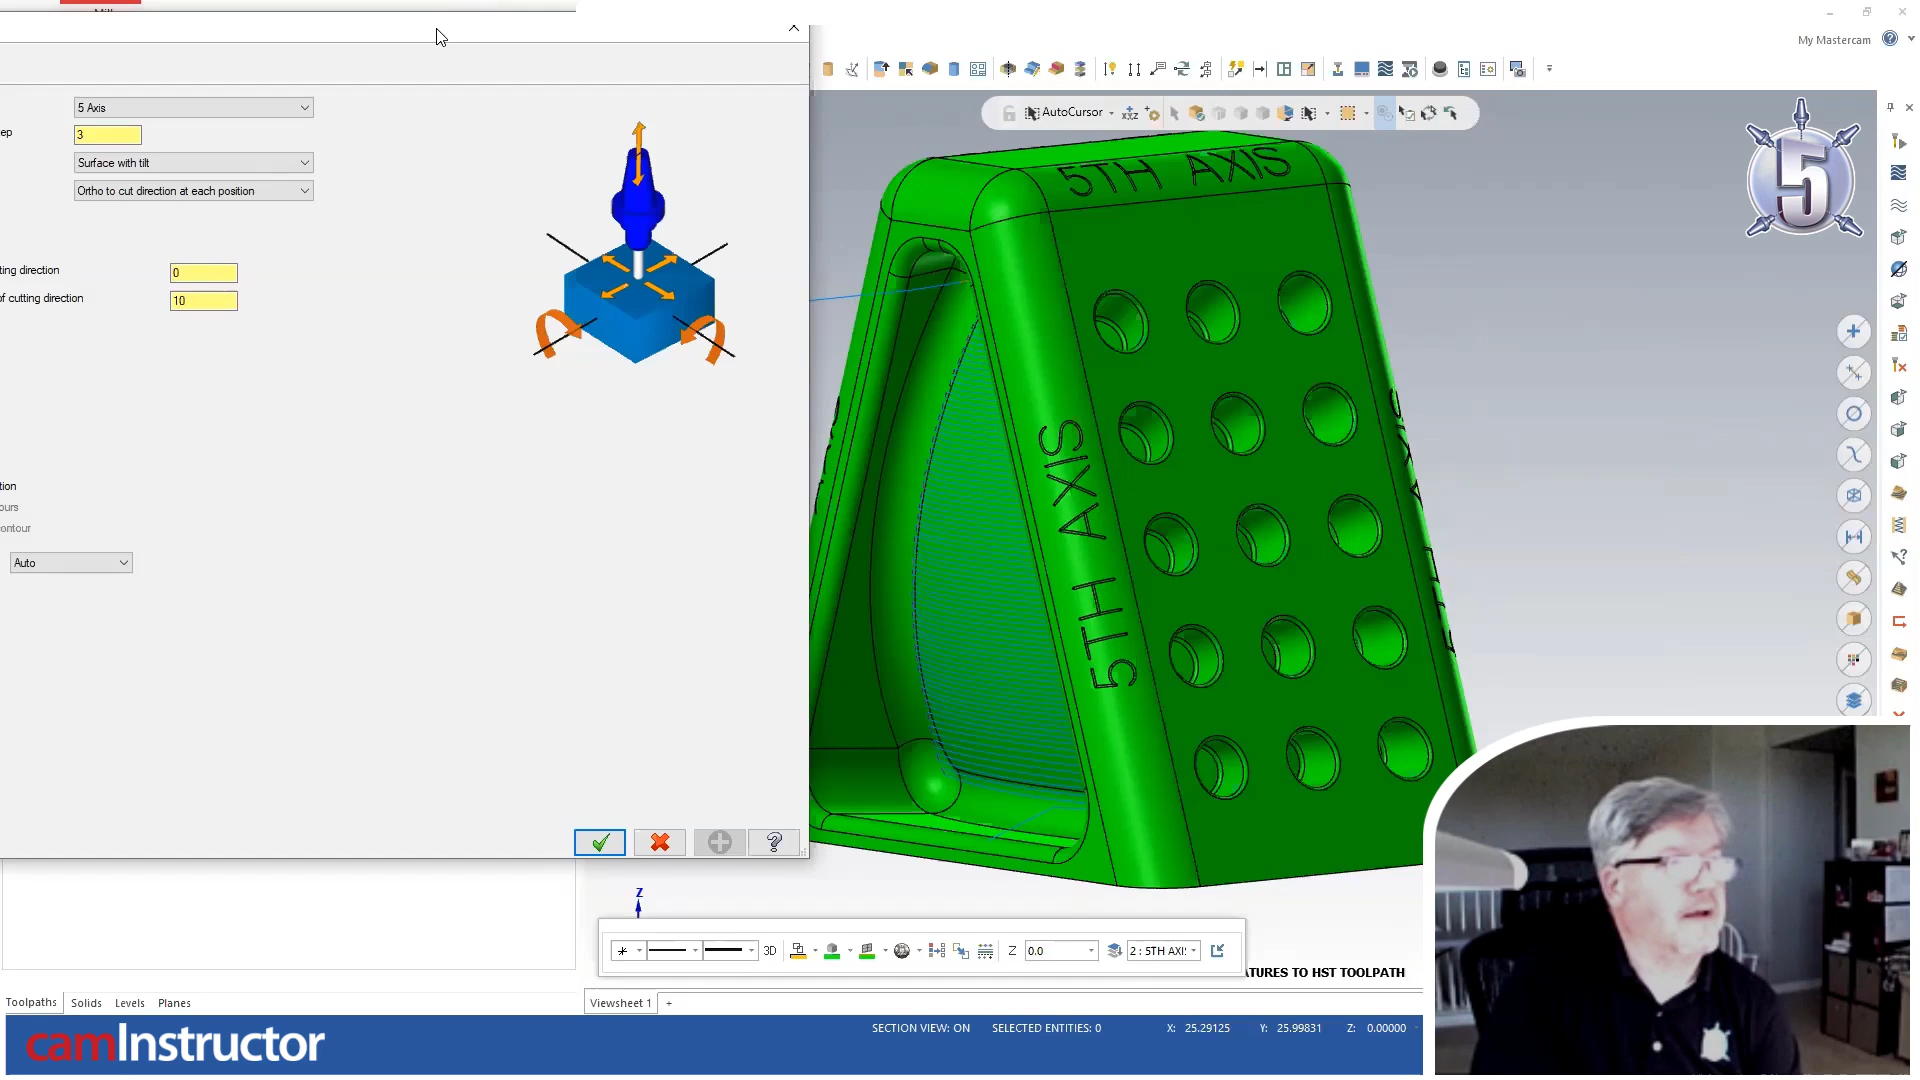 My Mastercam
5 Axis
ep
3
Surface with tilt
Ortho to cut direction at each position
AutoCursor
5
5TH AXIS
ting direction
0
f cutting direction
10
5TH AXIS
tion
ours
contour
Auto
Z
3D
Z
0.0
2 : 5TH AXI
TURES TO HST TOOLPATH
Toolpaths
Solids
Levels
Planes
Viewsheet 1
+
SECTION VIEW: ON
SELECTED ENTITIES: 0
X: 25.29125
Y: 25.99831
Z: 0.00000
camInstructor